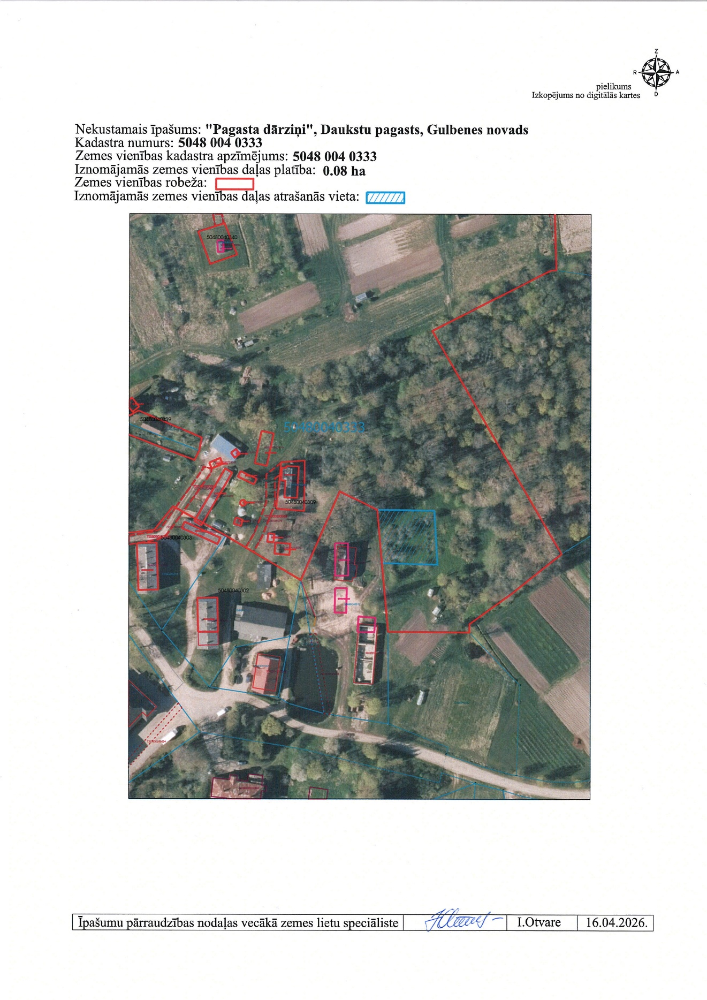 Z
R A
D
pielikums
Izkopējums no digitālās kartes
Nekustamais īpašums: "Pagasta dārziņi", Daukstu pagasts, Gulbenes novads
Kadastra numurs: 5048 004 0333
Zemes vienības kadastra apzīmējums: 5048 004 0333
Iznomājamās zemes vienības daļas platība: 0.08 ha
Zemes vienības robeža:
Iznomājamās zemes vienības daļas atrašanās vieta:
50480040340
50480040339
50480040333
50480040309
50480040303
50480040302
Īpašumu pārraudzības nodaļas vecākā zemes lietu speciāliste I.Otvare 16.04.2026.